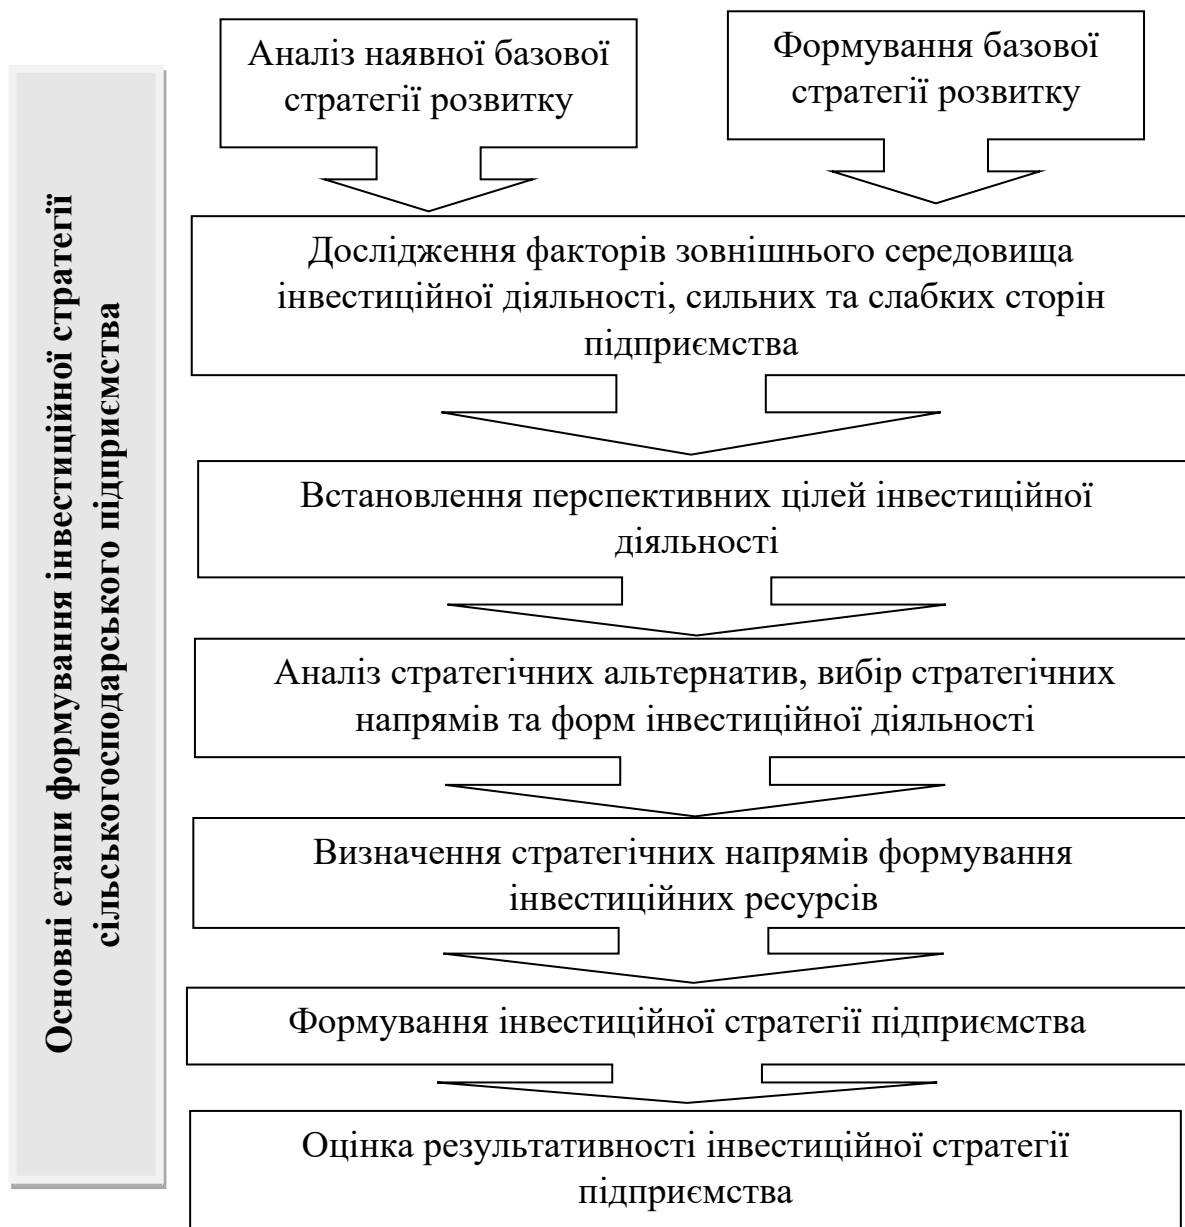 Основні етапи формування інвестиційної стратегії
сільськогосподарського підприємства
Аналіз наявної базової
стратегії розвитку
Формування базової
стратегії розвитку
Дослідження факторів зовнішнього середовища
інвестиційної діяльності, сильних та слабких сторін
підприємства
Встановлення перспективних цілей інвестиційної
діяльності
Аналіз стратегічних альтернатив, вибір стратегічних
напрямів та форм інвестиційної діяльності
Визначення стратегічних напрямів формування
інвестиційних ресурсів
Формування інвестиційної стратегії підприємства
Оцінка результативності інвестиційної стратегії
підприємства